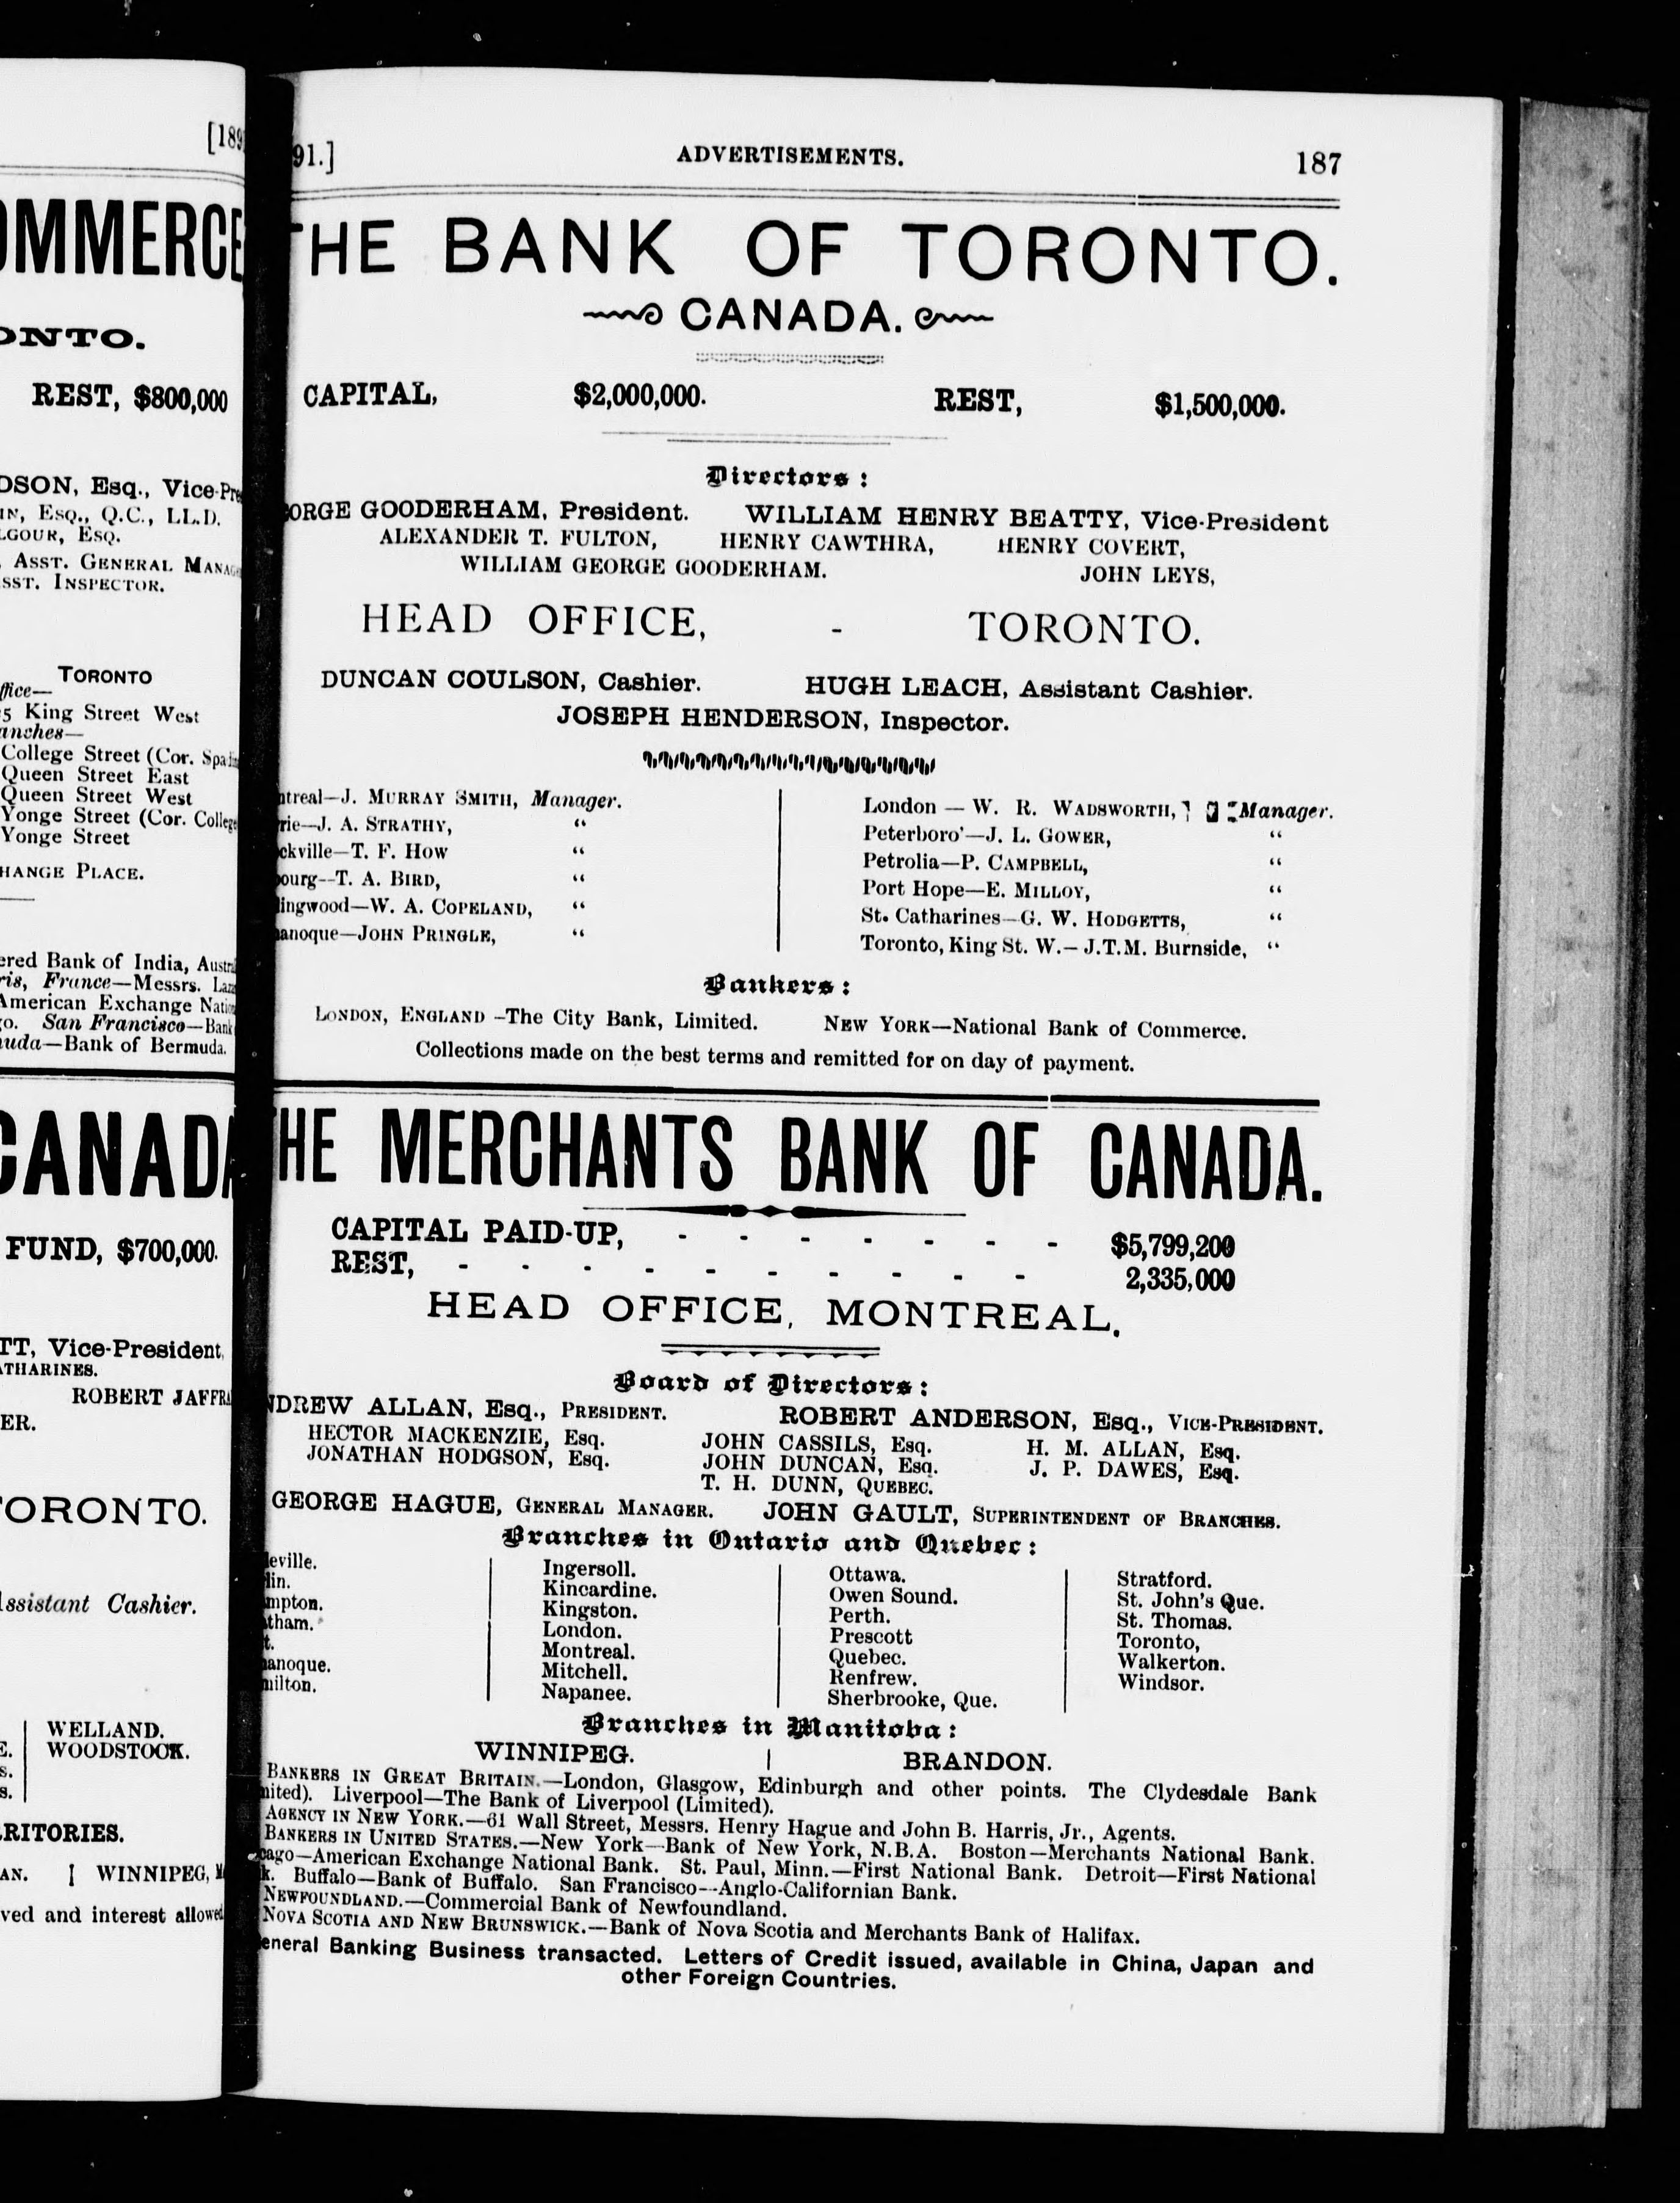 [189
OMMERCE
ONTO.
REST, $800,000
DSON, Esq., Vice-Pre
IN, ESQ., Q.C., LL.D.
LGOUR, ESQ.
, ASST. GENERAL MANAG
SST. INSPECTOR.
TORONTO
ffice—
5 King Street West
anches—
College Street (Cor. Spadin
Queen Street East
Queen Street West
Yonge Street (Cor. College
Yonge Street
HANGE PLACE.
ered Bank of India, Austra
ris, France—Messrs. Laz
American Exchange Natio
o. San Francisco—Bank
uda—Bank of Bermuda.
CANADA
FUND, $700,000.
TT, Vice-President,
ATHARINES.
ROBERT JAFFRA
ER.
TORONTO.
Assistant Cashier.
WELLAND.
E. WOODSTOCK.
S.
S.
RRITORIES.
AN. WINNIPEG, M
ved and interest allowed
91.] ADVERTISEMENTS. 187
THE BANK OF TORONTO.
CANADA.
CAPITAL, $2,000,000. REST, $1,500,000.
Directors:
ORGE GOODERHAM, President. WILLIAM HENRY BEATTY, Vice-President
ALEXANDER T. FULTON, HENRY CAWTHRA, HENRY COVERT,
WILLIAM GEORGE GOODERHAM. JOHN LEYS,
HEAD OFFICE, - TORONTO.
DUNCAN COULSON, Cashier. HUGH LEACH, Assistant Cashier.
JOSEPH HENDERSON, Inspector.
ntreal—J. MURRAY SMITH, Manager.
rie—J. A. STRATHY, “
ckville—T. F. HOW “
bourg—T. A. BIRD, “
lingwood—W. A. COPELAND, “
anoque—JOHN PRINGLE, “
London — W. R. WADSWORTH, Manager.
Peterboro'—J. L. GOWER, “
Petrolia—P. CAMPBELL, “
Port Hope—E. MILLOY, “
St. Catharines—G. W. HODGETTS, “
Toronto, King St. W.—J.T.M. Burnside, “
Bankers:
LONDON, ENGLAND—The City Bank, Limited. NEW YORK—National Bank of Commerce.
Collections made on the best terms and remitted for on day of payment.
THE MERCHANTS BANK OF CANADA.
CAPITAL PAID-UP, - - - - - - - $5,799,200
REST, - - - - - - - - - - 2,335,000
HEAD OFFICE, MONTREAL.
Board of Directors:
NDREW ALLAN, Esq., PRESIDENT. ROBERT ANDERSON, Esq., VICE-PRESIDENT.
HECTOR MACKENZIE, Esq. JOHN CASSILS, Esq. H. M. ALLAN, Esq.
JONATHAN HODGSON, Esq. JOHN DUNCAN, Esq. J. P. DAWES, Esq.
T. H. DUNN, QUEBEC.
GEORGE HAGUE, GENERAL MANAGER. JOHN GAULT, SUPERINTENDENT OF BRANCHES.
Branches in Ontario and Quebec:
leville.
lin.
mpton.
tham.
t.
anoque.
milton.
Ingersoll.
Kincardine.
Kingston.
London.
Montreal.
Mitchell.
Napanee.
Ottawa.
Owen Sound.
Perth.
Prescott
Quebec.
Renfrew.
Sherbrooke, Que.
Stratford.
St. John's Que.
St. Thomas.
Toronto,
Walkerton.
Windsor.
Branches in Manitoba:
WINNIPEG. BRANDON.
BANKERS IN GREAT BRITAIN.—London, Glasgow, Edinburgh and other points. The Clydesdale Bank
mited). Liverpool—The Bank of Liverpool (Limited).
AGENCY IN NEW YORK.—61 Wall Street, Messrs. Henry Hague and John B. Harris, Jr., Agents.
BANKERS IN UNITED STATES.—New York—Bank of New York, N.B.A. Boston—Merchants National Bank.
cago—American Exchange National Bank. St. Paul, Minn.—First National Bank. Detroit—First National
k. Buffalo—Bank of Buffalo. San Francisco—Anglo-Californian Bank.
NEWFOUNDLAND.—Commercial Bank of Newfoundland.
NOVA SCOTIA AND NEW BRUNSWICK.—Bank of Nova Scotia and Merchants Bank of Halifax.
eneral Banking Business transacted. Letters of Credit issued, available in China, Japan and
other Foreign Countries.